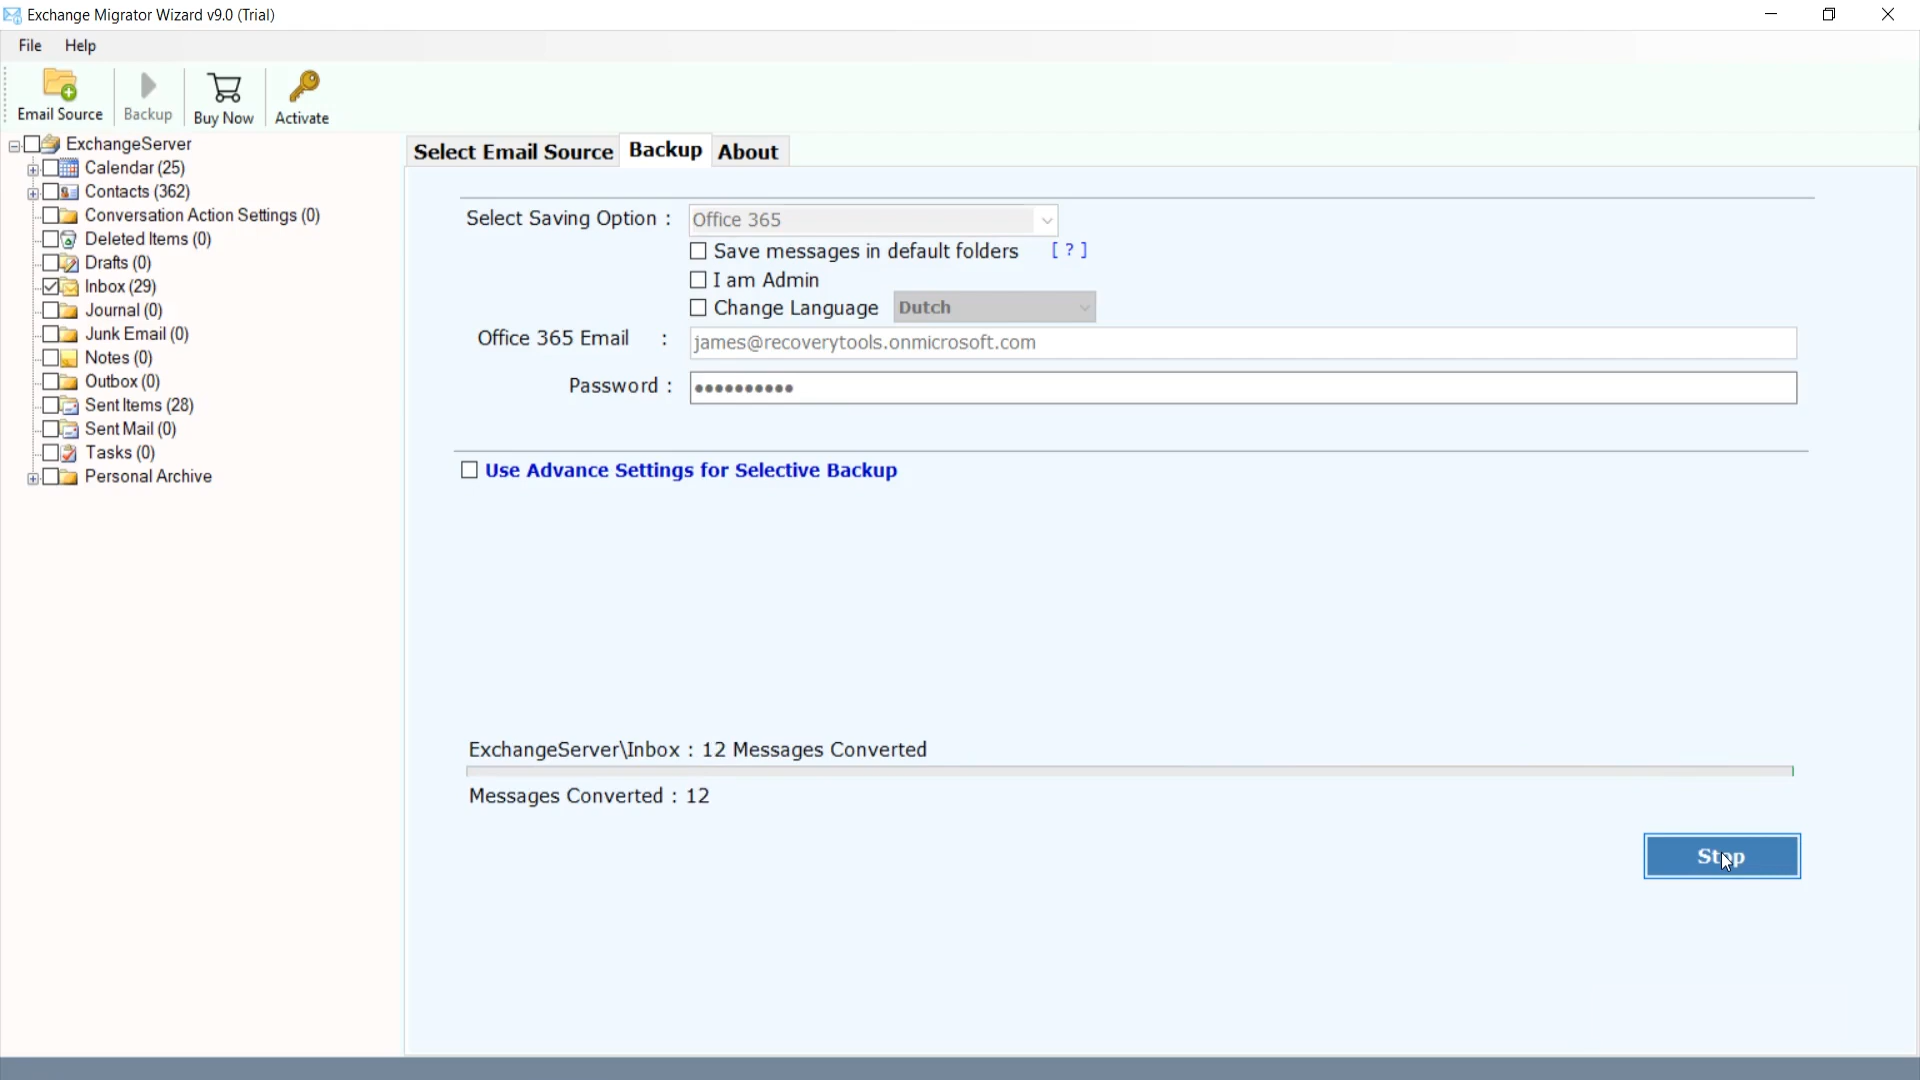 Exchange Migrator Wizard v9.0 (Trial)
File Help
Email Source Backup Buy Now Activate
ExchangeServer
Calendar (25)
Contacts (362)
Conversation Action Settings (0)
Deleted Items (0)
Drafts (0)
Inbox (29)
Journal (0)
Junk Email (0)
Notes (0)
Outbox (0)
Sent Items (28)
Sent Mail (0)
Tasks (0)
Personal Archive
Select Email Source Backup About
Select Saving Option : Office 365
Save messages in default folders [ ? ]
I am Admin
Change Language Dutch
Office 365 Email : james@recoverytools.onmicrosoft.com
Password : ●●●●●●●●●●
Use Advance Settings for Selective Backup
ExchangeServer\Inbox : 12 Messages Converted
Messages Converted : 12
Stop